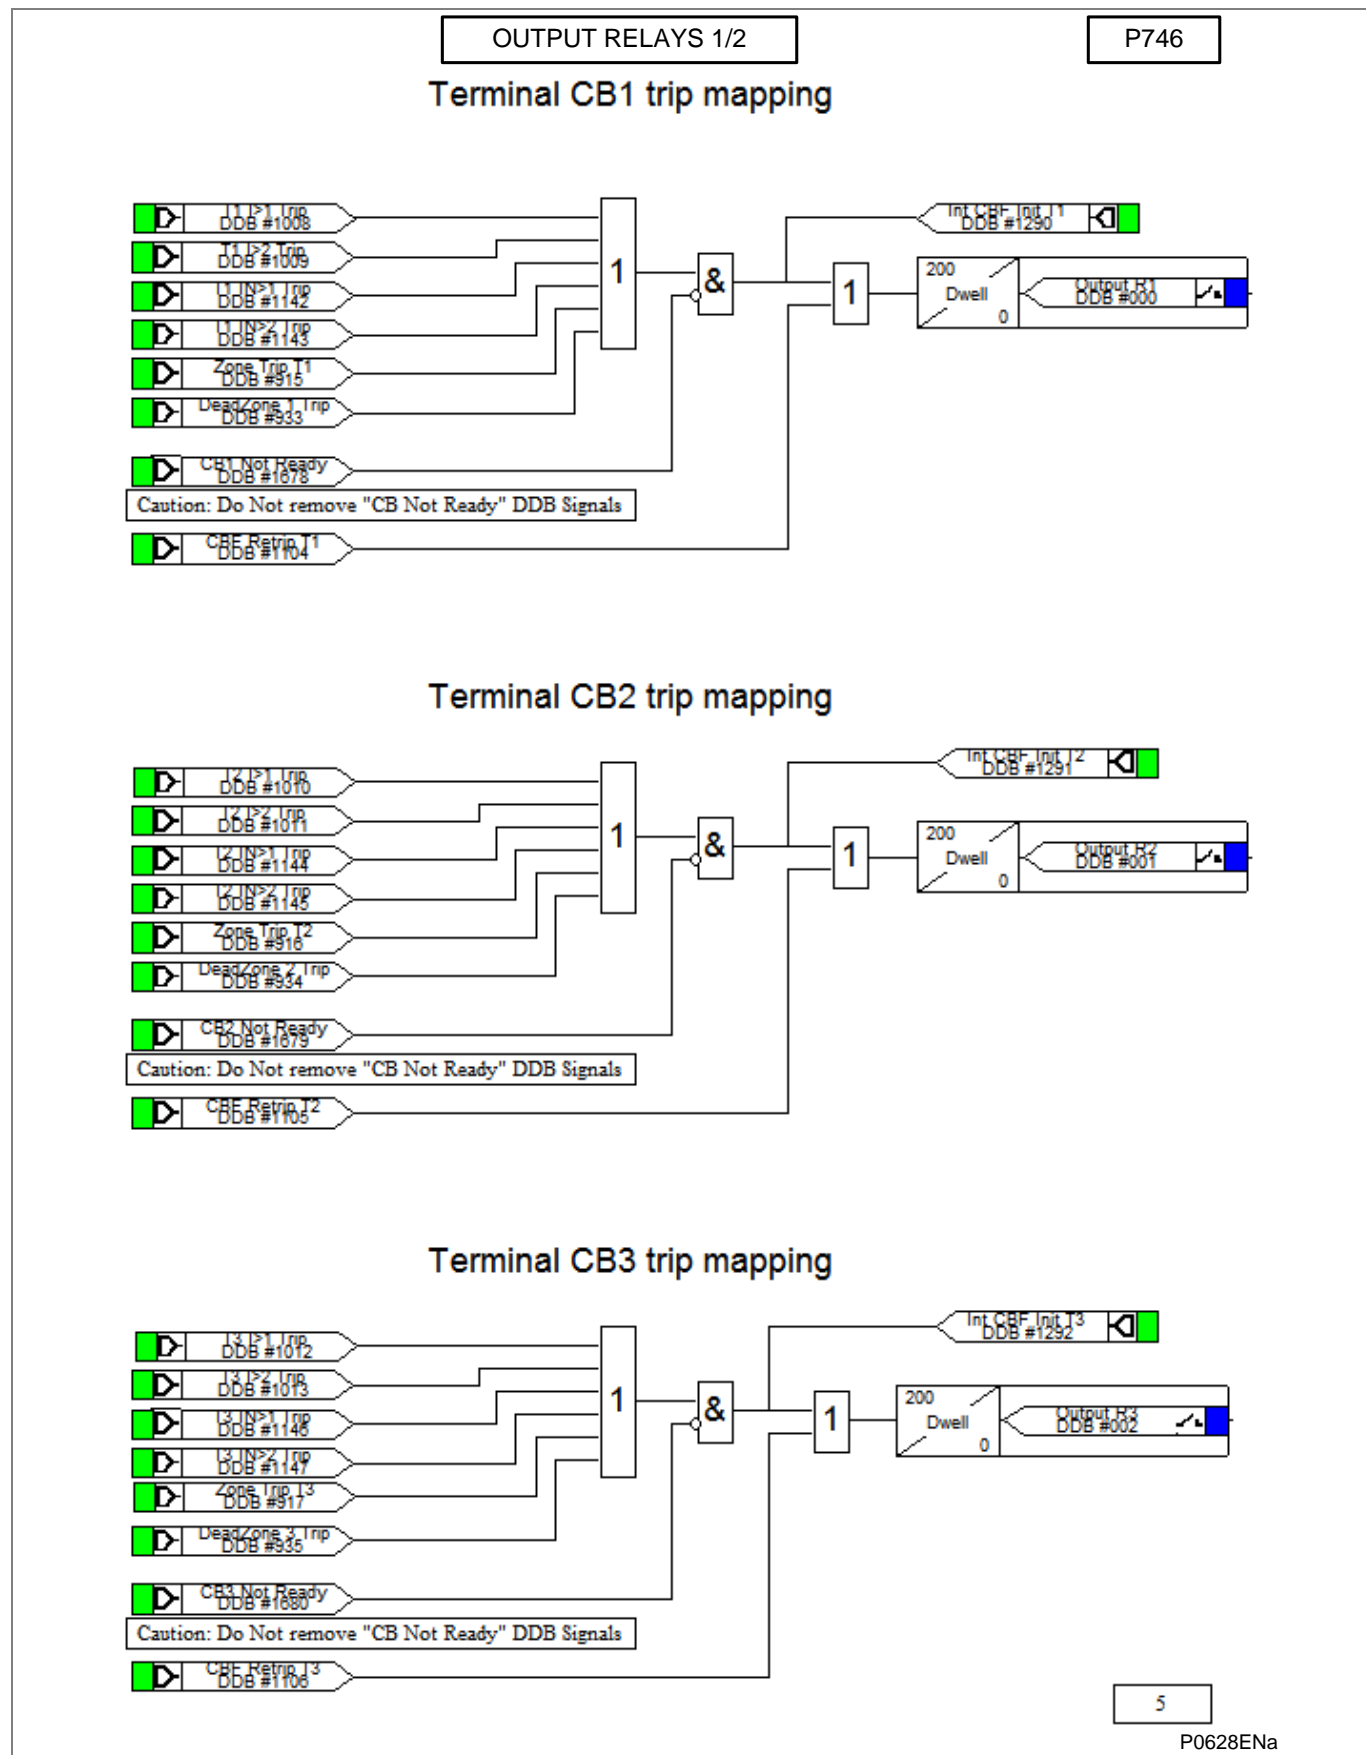 OUTPUT RELAYS 1/2
P746
Terminal CB1 trip mapping
T1 I>1 Trip
DDB #1008
T1 I>2 Trip
DDB #1009
T1 IN>1 Trip
DDB #1142
T1 IN>2 Trip
DDB #1143
Zone Trip T1
DDB #915
DeadZone 1 Trip
DDB #933
CB1 Not Ready
DDB #1678
Caution: Do Not remove "CB Not Ready" DDB Signals
CBF Retrip T1
DDB #1104
1
&
1
Int CBF Init T1
DDB #1290
200
Dwell
0
Output R1
DDB #000
Terminal CB2 trip mapping
T2 I>1 Trip
DDB #1010
T2 I>2 Trip
DDB #1011
T2 IN>1 Trip
DDB #1144
T2 IN>2 Trip
DDB #1145
Zone Trip T2
DDB #916
DeadZone 2 Trip
DDB #934
CB2 Not Ready
DDB #1679
Caution: Do Not remove "CB Not Ready" DDB Signals
CBF Retrip T2
DDB #1105
1
&
1
Int CBF Init T2
DDB #1291
200
Dwell
0
Output R2
DDB #001
Terminal CB3 trip mapping
T3 I>1 Trip
DDB #1012
T3 I>2 Trip
DDB #1013
T3 IN>1 Trip
DDB #1146
T3 IN>2 Trip
DDB #1147
Zone Trip T3
DDB #917
DeadZone 3 Trip
DDB #935
CB3 Not Ready
DDB #1680
Caution: Do Not remove "CB Not Ready" DDB Signals
CBF Retrip T3
DDB #1106
1
&
1
Int CBF Init T3
DDB #1292
200
Dwell
0
Output R3
DDB #002
5
P0628ENa